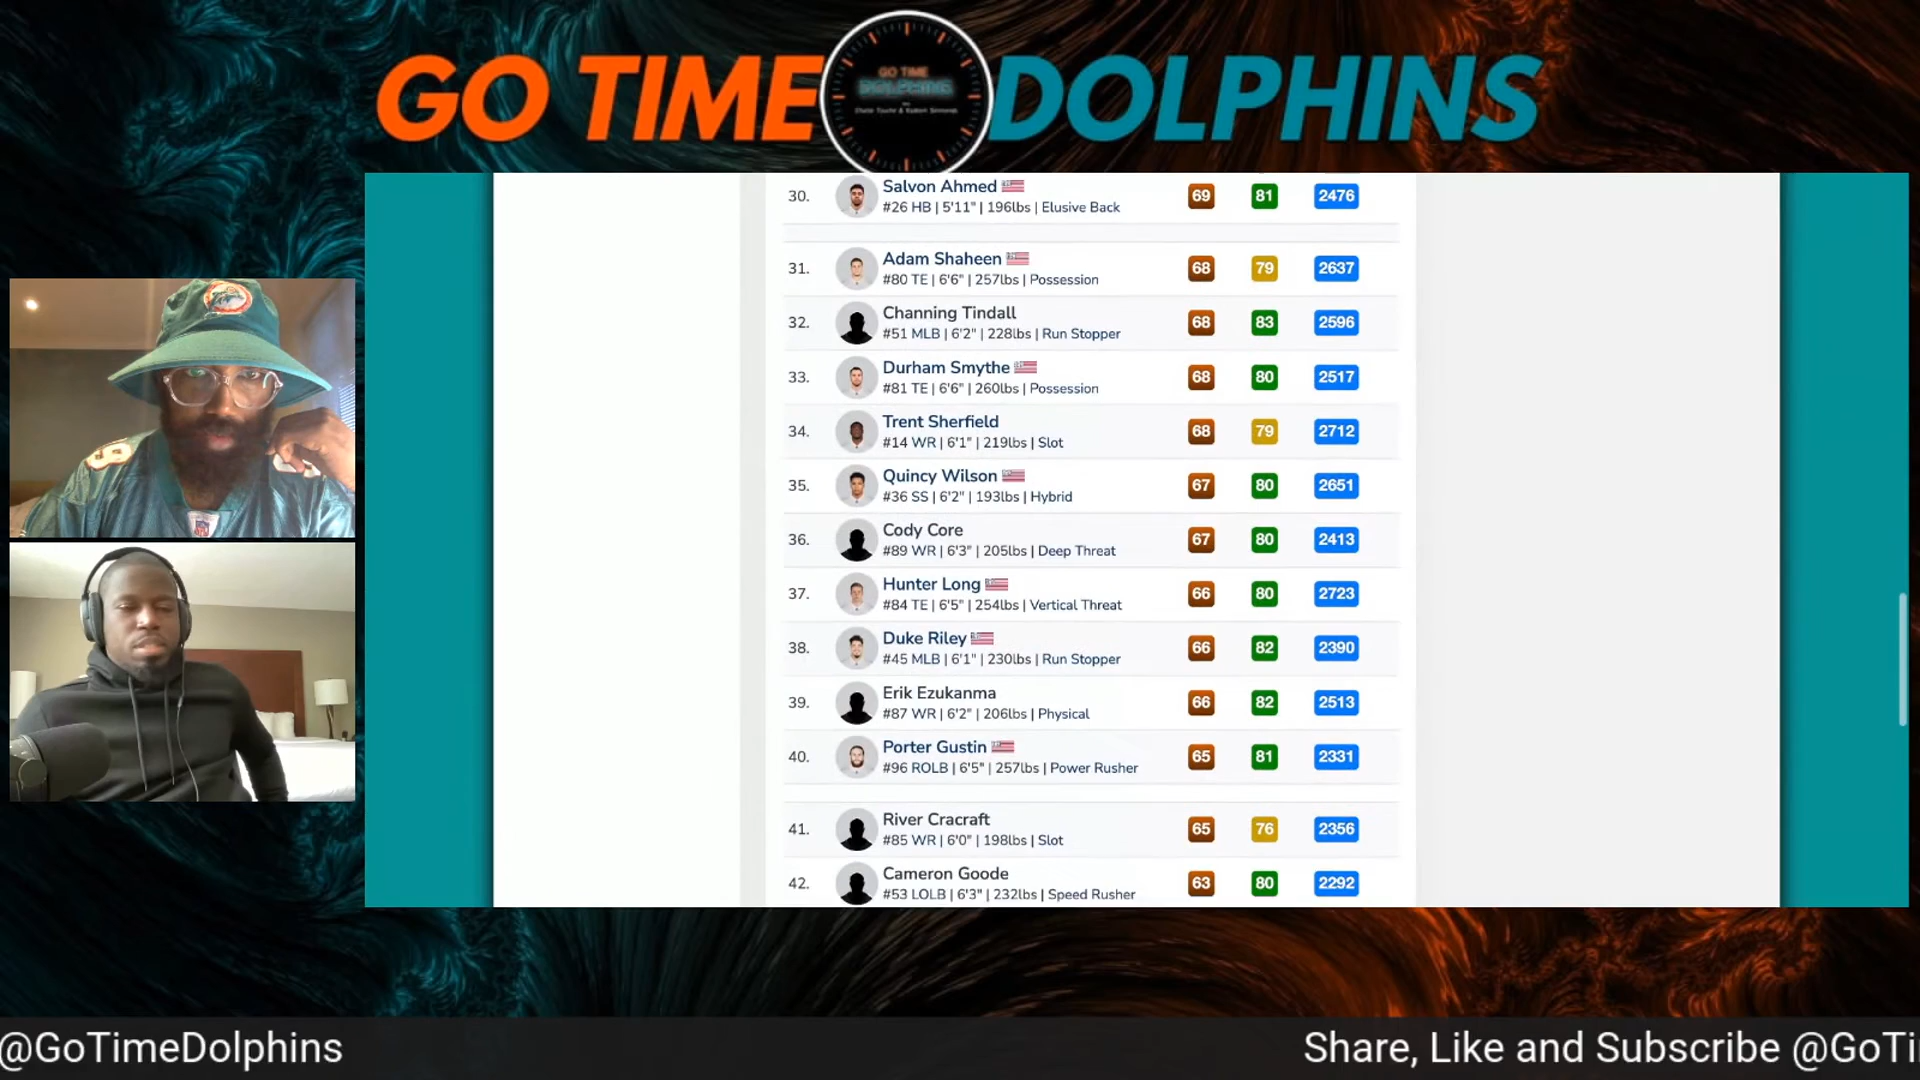 GO TIME DOLPHINS
GO TIME
DOLPHINS
30. Salvon Ahmed 69 81 2476
#26 HB | 5'11" | 196lbs | Elusive Back
31. Adam Shaheen 68 79 2637
#80 TE | 6'6" | 257lbs | Possession
32. Channing Tindall 68 83 2596
#51 MLB | 6'2" | 228lbs | Run Stopper
33. Durham Smythe 68 80 2517
#81 TE | 6'6" | 260lbs | Possession
34. Trent Sherfield 68 79 2712
#14 WR | 6'1" | 219lbs | Slot
35. Quincy Wilson 67 80 2651
#36 SS | 6'2" | 193lbs | Hybrid
36. Cody Core 67 80 2413
#89 WR | 6'3" | 205lbs | Deep Threat
37. Hunter Long 66 80 2723
#84 TE | 6'5" | 254lbs | Vertical Threat
38. Duke Riley 66 82 2390
#45 MLB | 6'1" | 230lbs | Run Stopper
39. Erik Ezukanma 66 82 2513
#87 WR | 6'2" | 206lbs | Physical
40. Porter Gustin 65 81 2331
#96 ROLB | 6'5" | 257lbs | Power Rusher
41. River Cracraft 65 76 2356
#85 WR | 6'0" | 198lbs | Slot
42. Cameron Goode 63 80 2292
#53 LOLB | 6'3" | 232lbs | Speed Rusher
@GoTimeDolphins Share, Like and Subscribe @GoTi